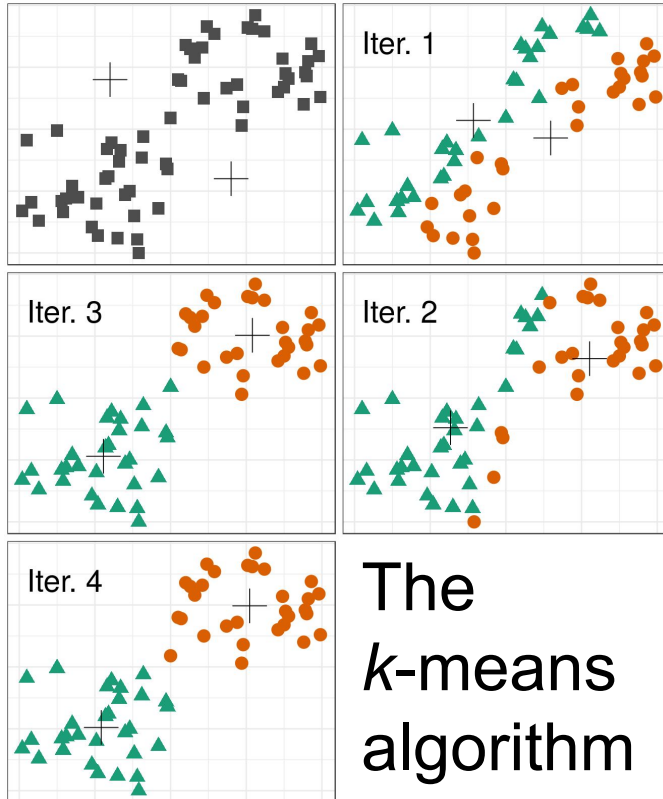 Iter. 1
Iter. 3
Iter. 2
Iter. 4
The
k-means
algorithm